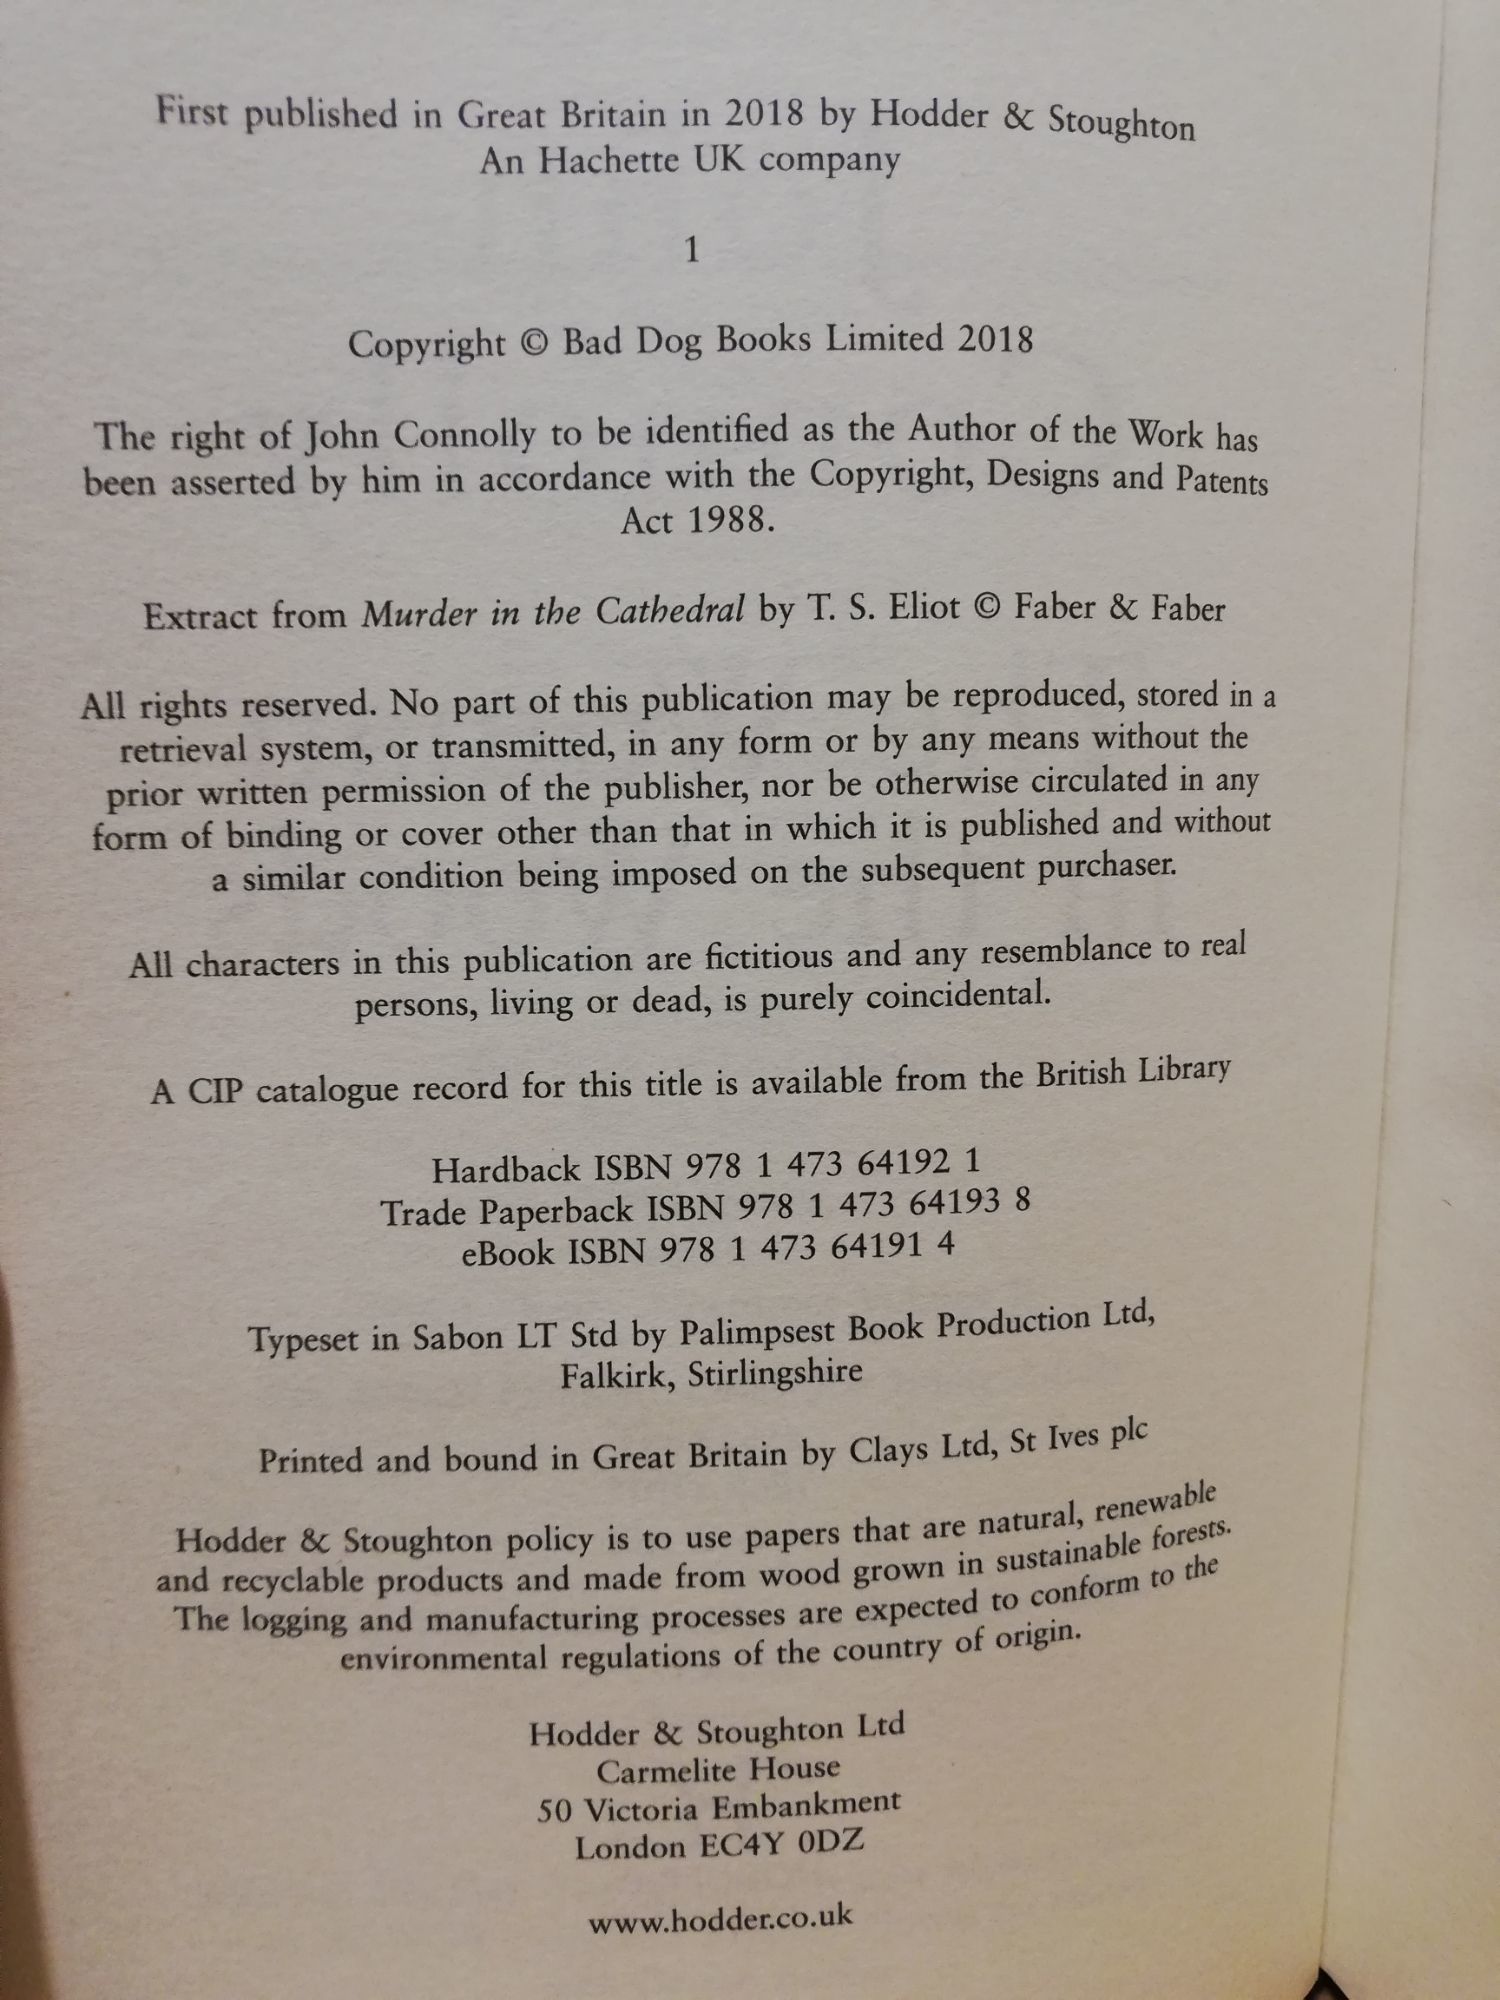 First published in Great Britain in 2018 by Hodder & Stoughton
An Hachette UK company
1
Copyright © Bad Dog Books Limited 2018
The right of John Connolly to be identified as the Author of the Work has
been asserted by him in accordance with the Copyright, Designs and Patents
Act 1988.
Extract from Murder in the Cathedral by T. S. Eliot © Faber & Faber
All rights reserved. No part of this publication may be reproduced, stored in a
retrieval system, or transmitted, in any form or by any means without the
prior written permission of the publisher, nor be otherwise circulated in any
form of binding or cover other than that in which it is published and without
a similar condition being imposed on the subsequent purchaser.
All characters in this publication are fictitious and any resemblance to real
persons, living or dead, is purely coincidental.
A CIP catalogue record for this title is available from the British Library
Hardback ISBN 978 1 473 64192 1
Trade Paperback ISBN 978 1 473 64193 8
eBook ISBN 978 1 473 64191 4
Typeset in Sabon LT Std by Palimpsest Book Production Ltd,
Falkirk, Stirlingshire
Printed and bound in Great Britain by Clays Ltd, St Ives plc
Hodder & Stoughton policy is to use papers that are natural, renewable
and recyclable products and made from wood grown in sustainable forests.
The logging and manufacturing processes are expected to conform to the
environmental regulations of the country of origin.
Hodder & Stoughton Ltd
Carmelite House
50 Victoria Embankment
London EC4Y 0DZ
www.hodder.co.uk